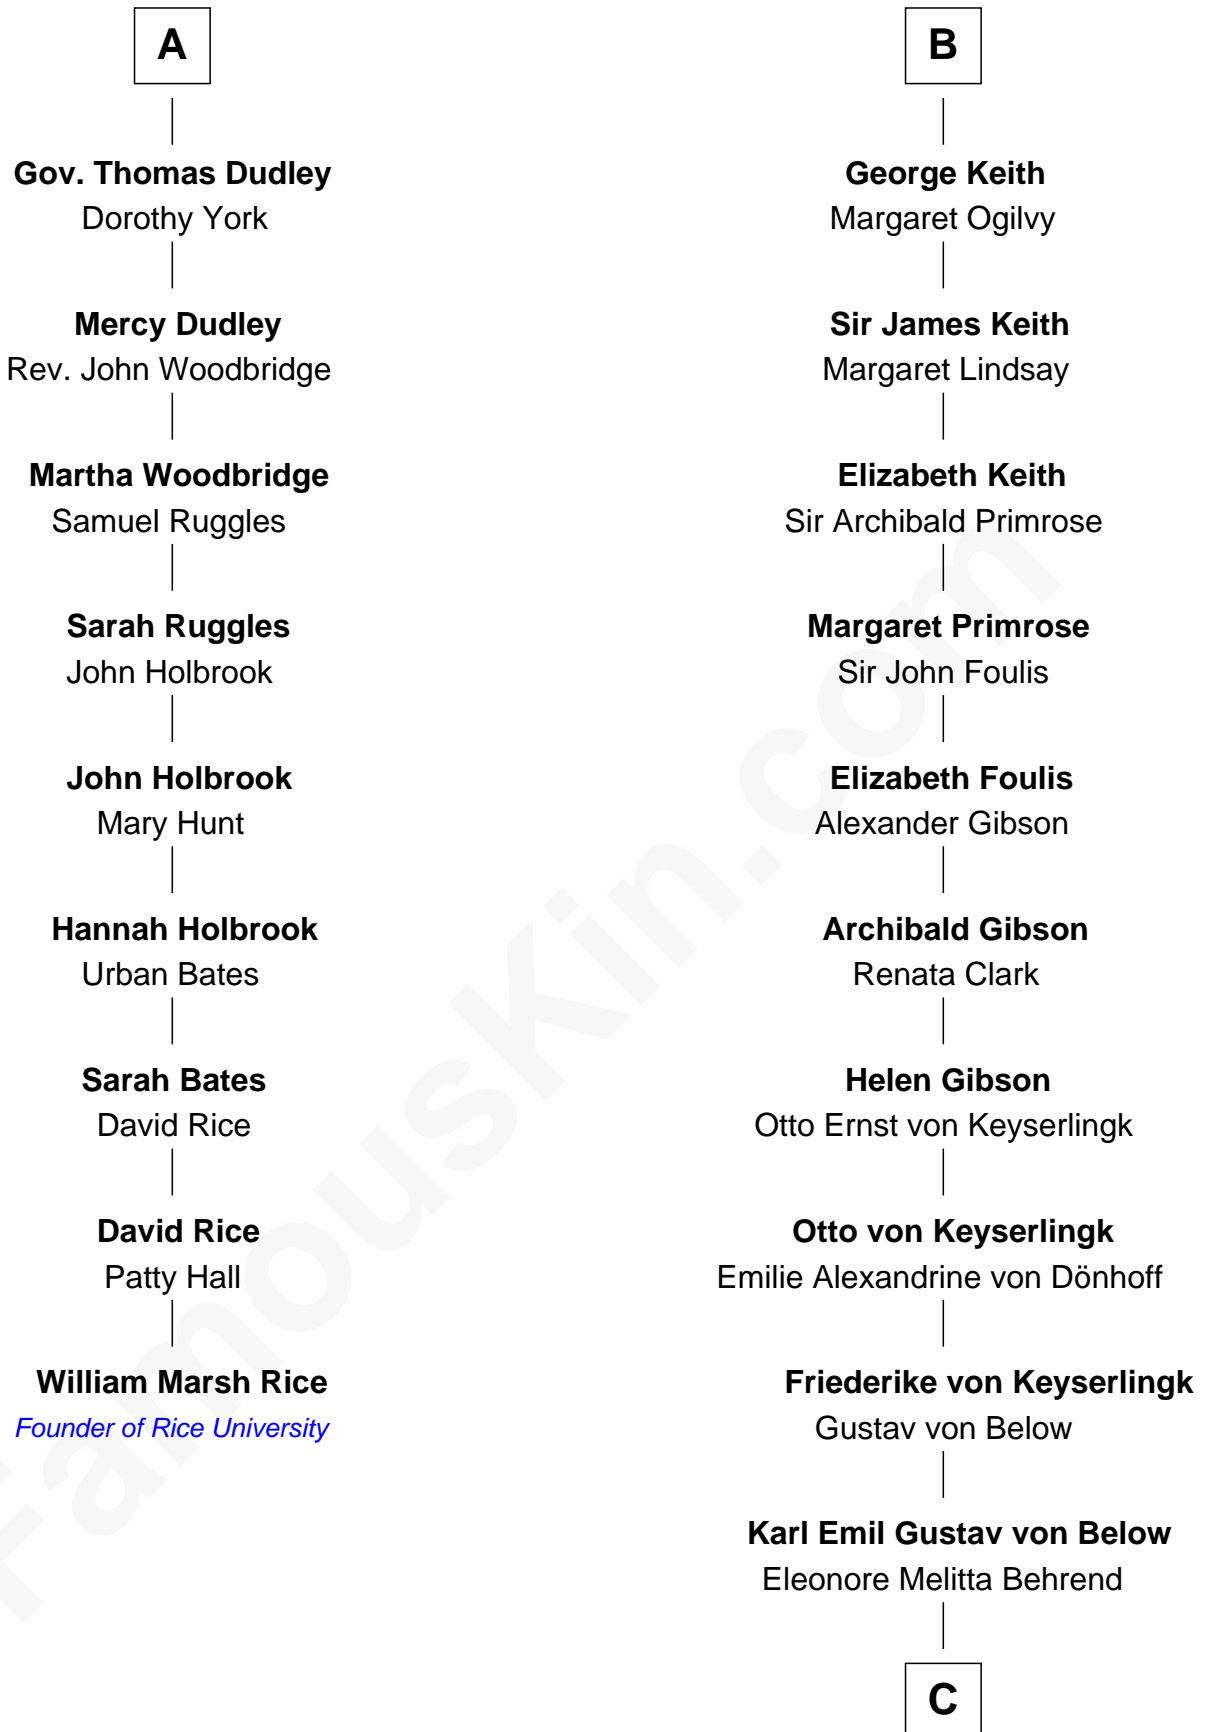 A
Gov. Thomas Dudley
Dorothy York
Mercy Dudley
Rev. John Woodbridge
Martha Woodbridge
Samuel Ruggles
Sarah Ruggles
John Holbrook
John Holbrook
Mary Hunt
Hannah Holbrook
Urban Bates
Sarah Bates
David Rice
David Rice
Patty Hall
William Marsh Rice
Founder of Rice University
B
George Keith
Margaret Ogilvy
Sir James Keith
Margaret Lindsay
Elizabeth Keith
Sir Archibald Primrose
Margaret Primrose
Sir John Foulis
Elizabeth Foulis
Alexander Gibson
Archibald Gibson
Renata Clark
Helen Gibson
Otto Ernst von Keyserlingk
Otto von Keyserlingk
Emilie Alexandrine von Dönhoff
Friederike von Keyserlingk
Gustav von Below
Karl Emil Gustav von Below
Eleonore Melitta Behrend
C
FamousKin.com